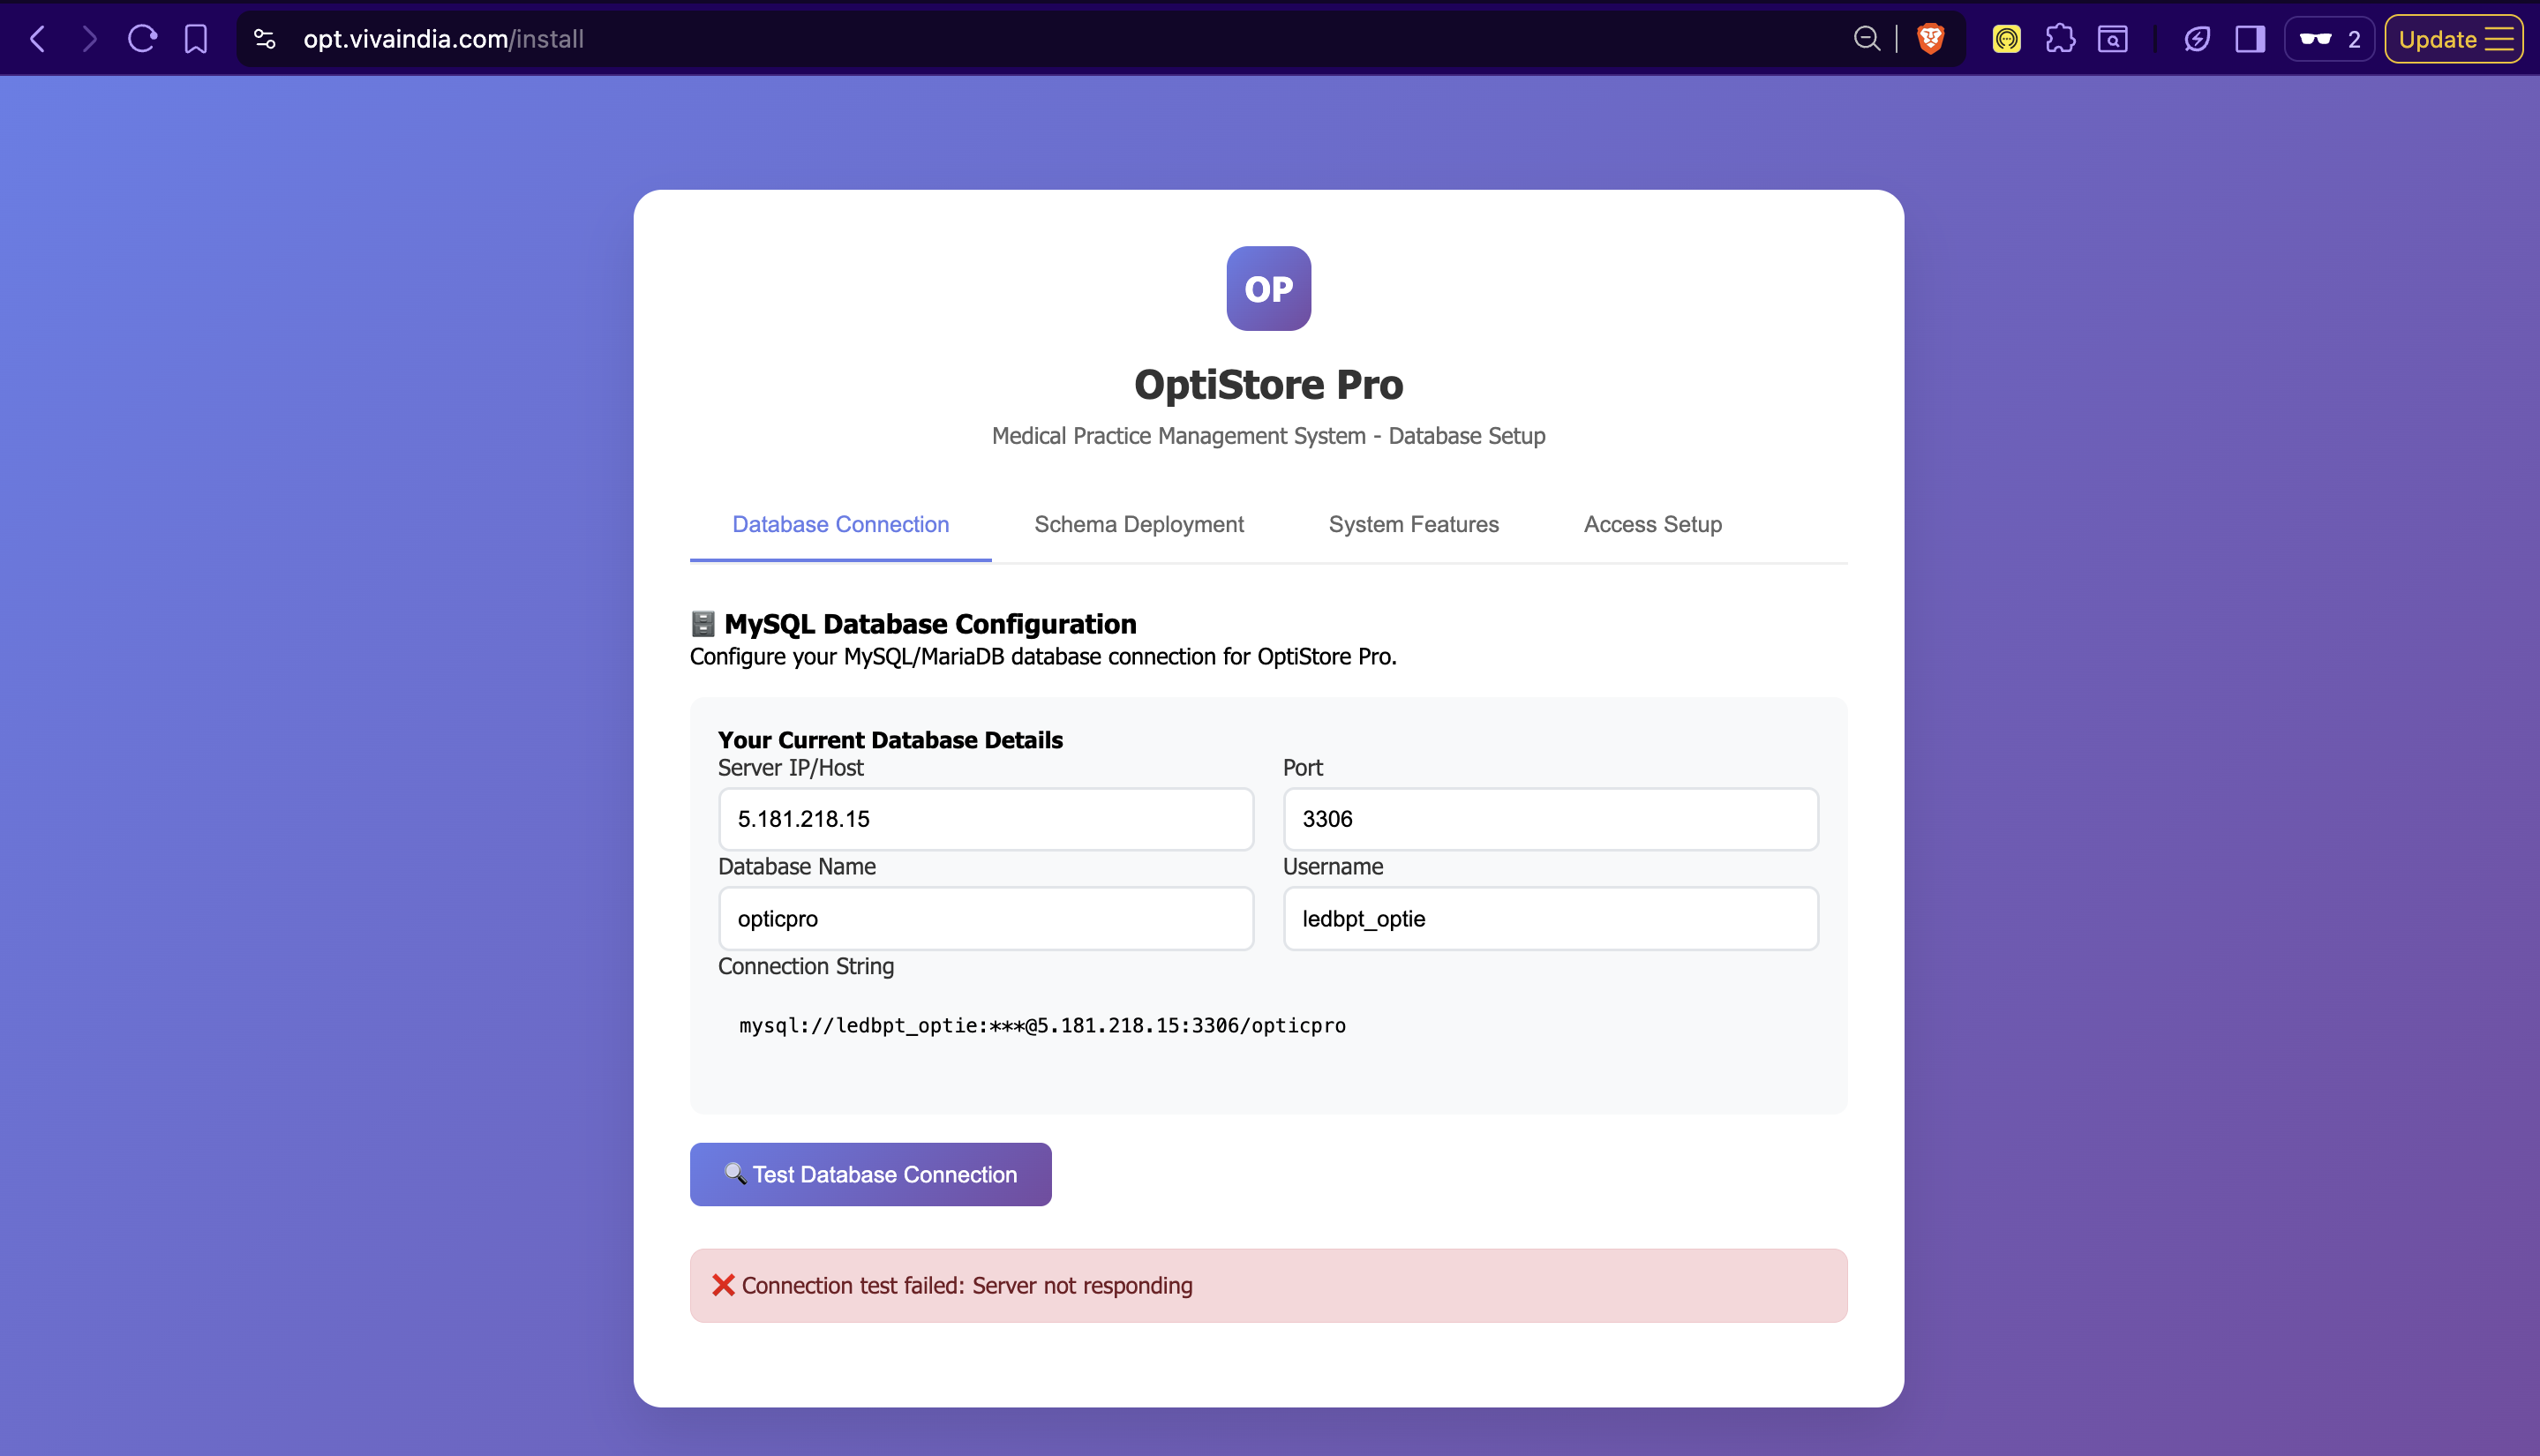 opt.vivaindia.com/install
2
Update
OP
OptiStore Pro
Medical Practice Management System - Database Setup
Database Connection Schema Deployment System Features Access Setup
🗄️ MySQL Database Configuration
Configure your MySQL/MariaDB database connection for OptiStore Pro.
Your Current Database Details
Server IP/Host Port
5.181.218.15 3306
Database Name Username
opticpro ledbpt_optie
Connection String
mysql://ledbpt_optie:***@5.181.218.15:3306/opticpro
🔍 Test Database Connection
❌ Connection test failed: Server not responding